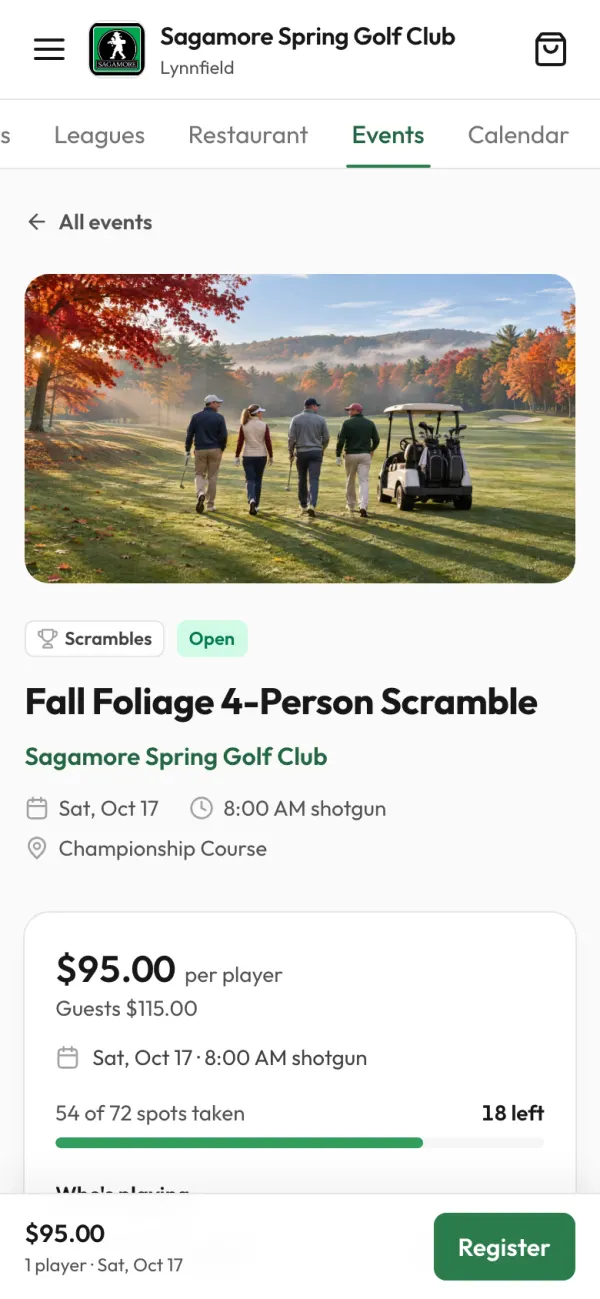 Sagamore Spring Golf Club
Lynnfield
SAGAMORE
s Leagues Restaurant Events Calendar
All events
Scrambles Open
Fall Foliage 4-Person Scramble
Sagamore Spring Golf Club
Sat, Oct 17 8:00 AM shotgun
Championship Course
$95.00 per player
Guests $115.00
Sat, Oct 17 · 8:00 AM shotgun
54 of 72 spots taken 18 left
Who's playing
$95.00
1 player · Sat, Oct 17
Register